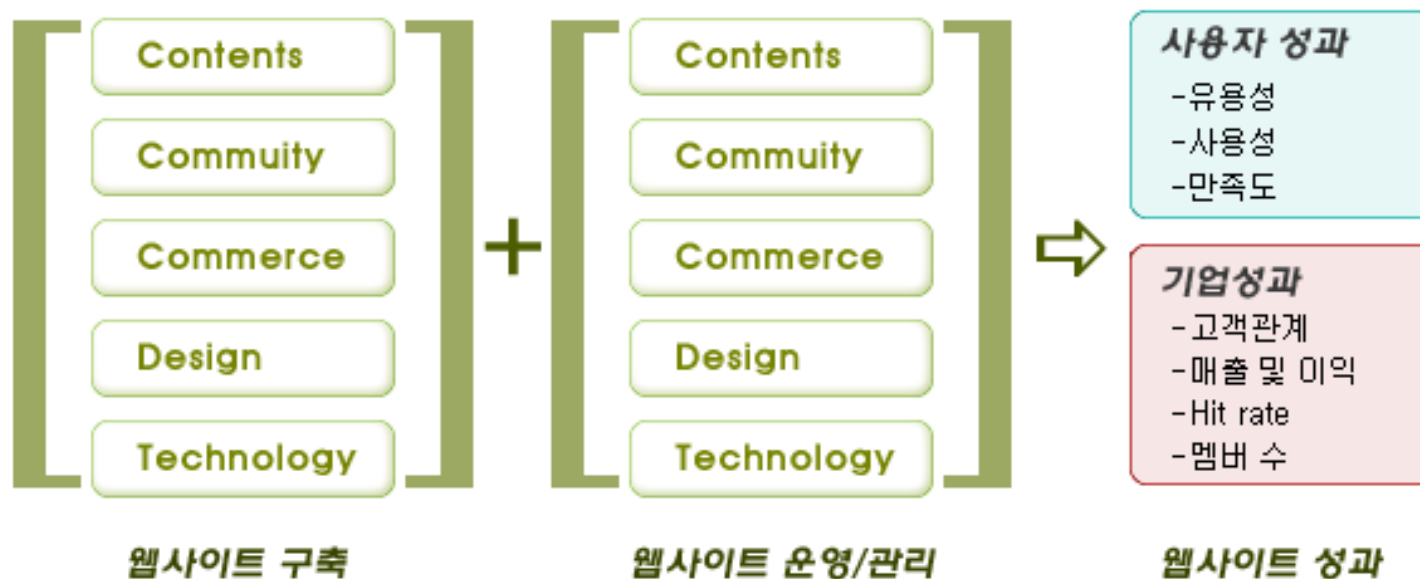 Contents
Commuity
Commerce
Design
Technology
웹사이트 구축
+
Contents
Commuity
Commerce
Design
Technology
웹사이트 운영/관리
사용자 성과
-유용성
-사용성
-만족도
기업성과
-고객관계
-매출 및 이익
-Hit rate
-멤버 수
웹사이트 성과